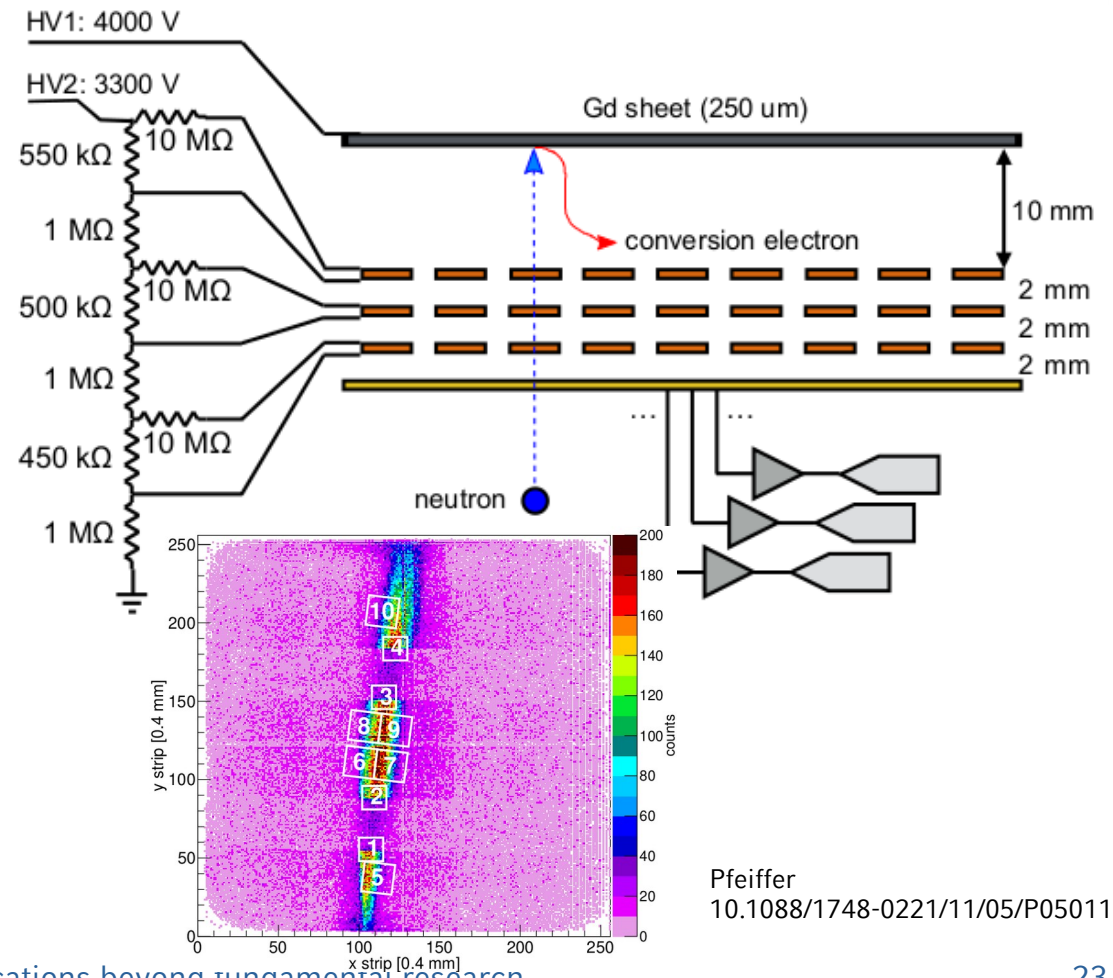 HV1: 4000 V
HV2: 3300 V
Gd sheet (250 um)
10 MΩ
550 kΩ
10 mm
1 MΩ
conversion electron
10 MΩ
2 mm
500 kΩ
2 mm
1 MΩ
2 mm
... ...
10 MΩ
450 kΩ
neutron
1 MΩ
250
200
150
100
50
0
y strip [0.4 mm]
10
4
3
8 9
6 7
2
1
5
0 50 100 150 200 250
x strip [0.4 mm]
200
180
160
140
120
100
80
60
40
20
0
counts
Pfeiffer
10.1088/1748-0221/11/05/P05011
23